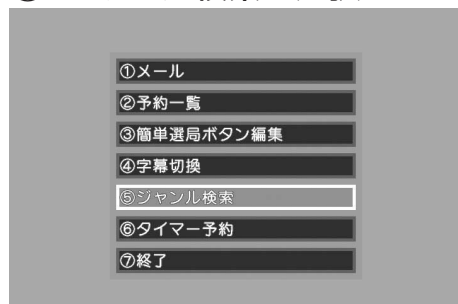 ①メール
②予約一覧
③簡単選局ボタン編集
④字幕切換
⑤ジャンル検索
⑥タイマー予約
⑦終了